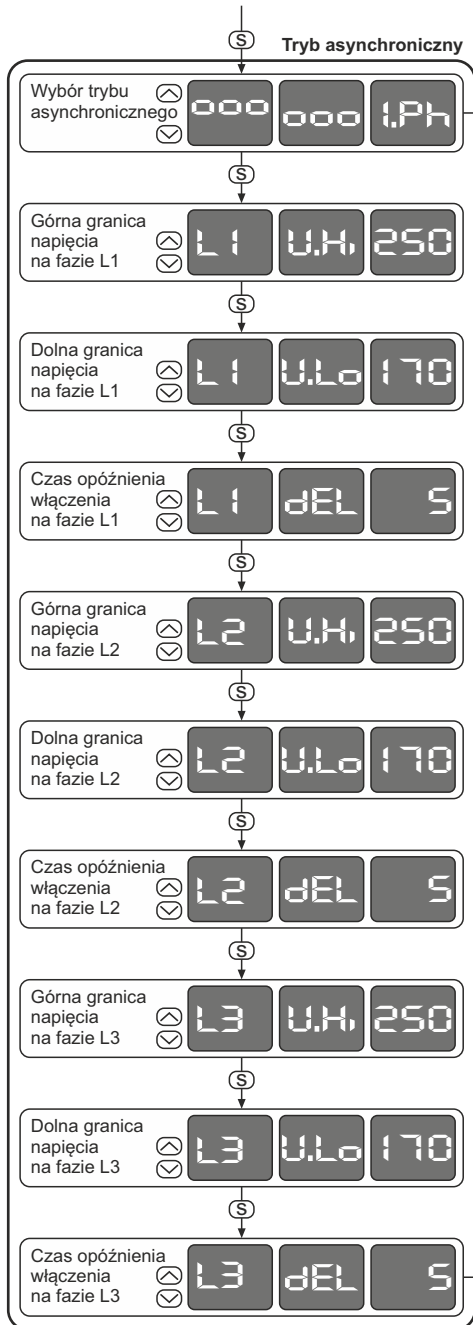 S
Tryb asynchroniczny
Wybór trybu
asynchronicznego
ooo ooo 1.Ph
S
Górna granica
napięcia
na fazie L1
L1 U.Hi 250
S
Dolna granica
napięcia
na fazie L1
L1 U.Lo 170
S
Czas opóźnienia
włączenia
na fazie L1
L1 dEL 5
S
Górna granica
napięcia
na fazie L2
L2 U.Hi 250
S
Dolna granica
napięcia
na fazie L2
L2 U.Lo 170
S
Czas opóźnienia
włączenia
na fazie L2
L2 dEL 5
S
Górna granica
napięcia
na fazie L3
L3 U.Hi 250
S
Dolna granica
napięcia
na fazie L3
L3 U.Lo 170
S
Czas opóźnienia
włączenia
na fazie L3
L3 dEL 5